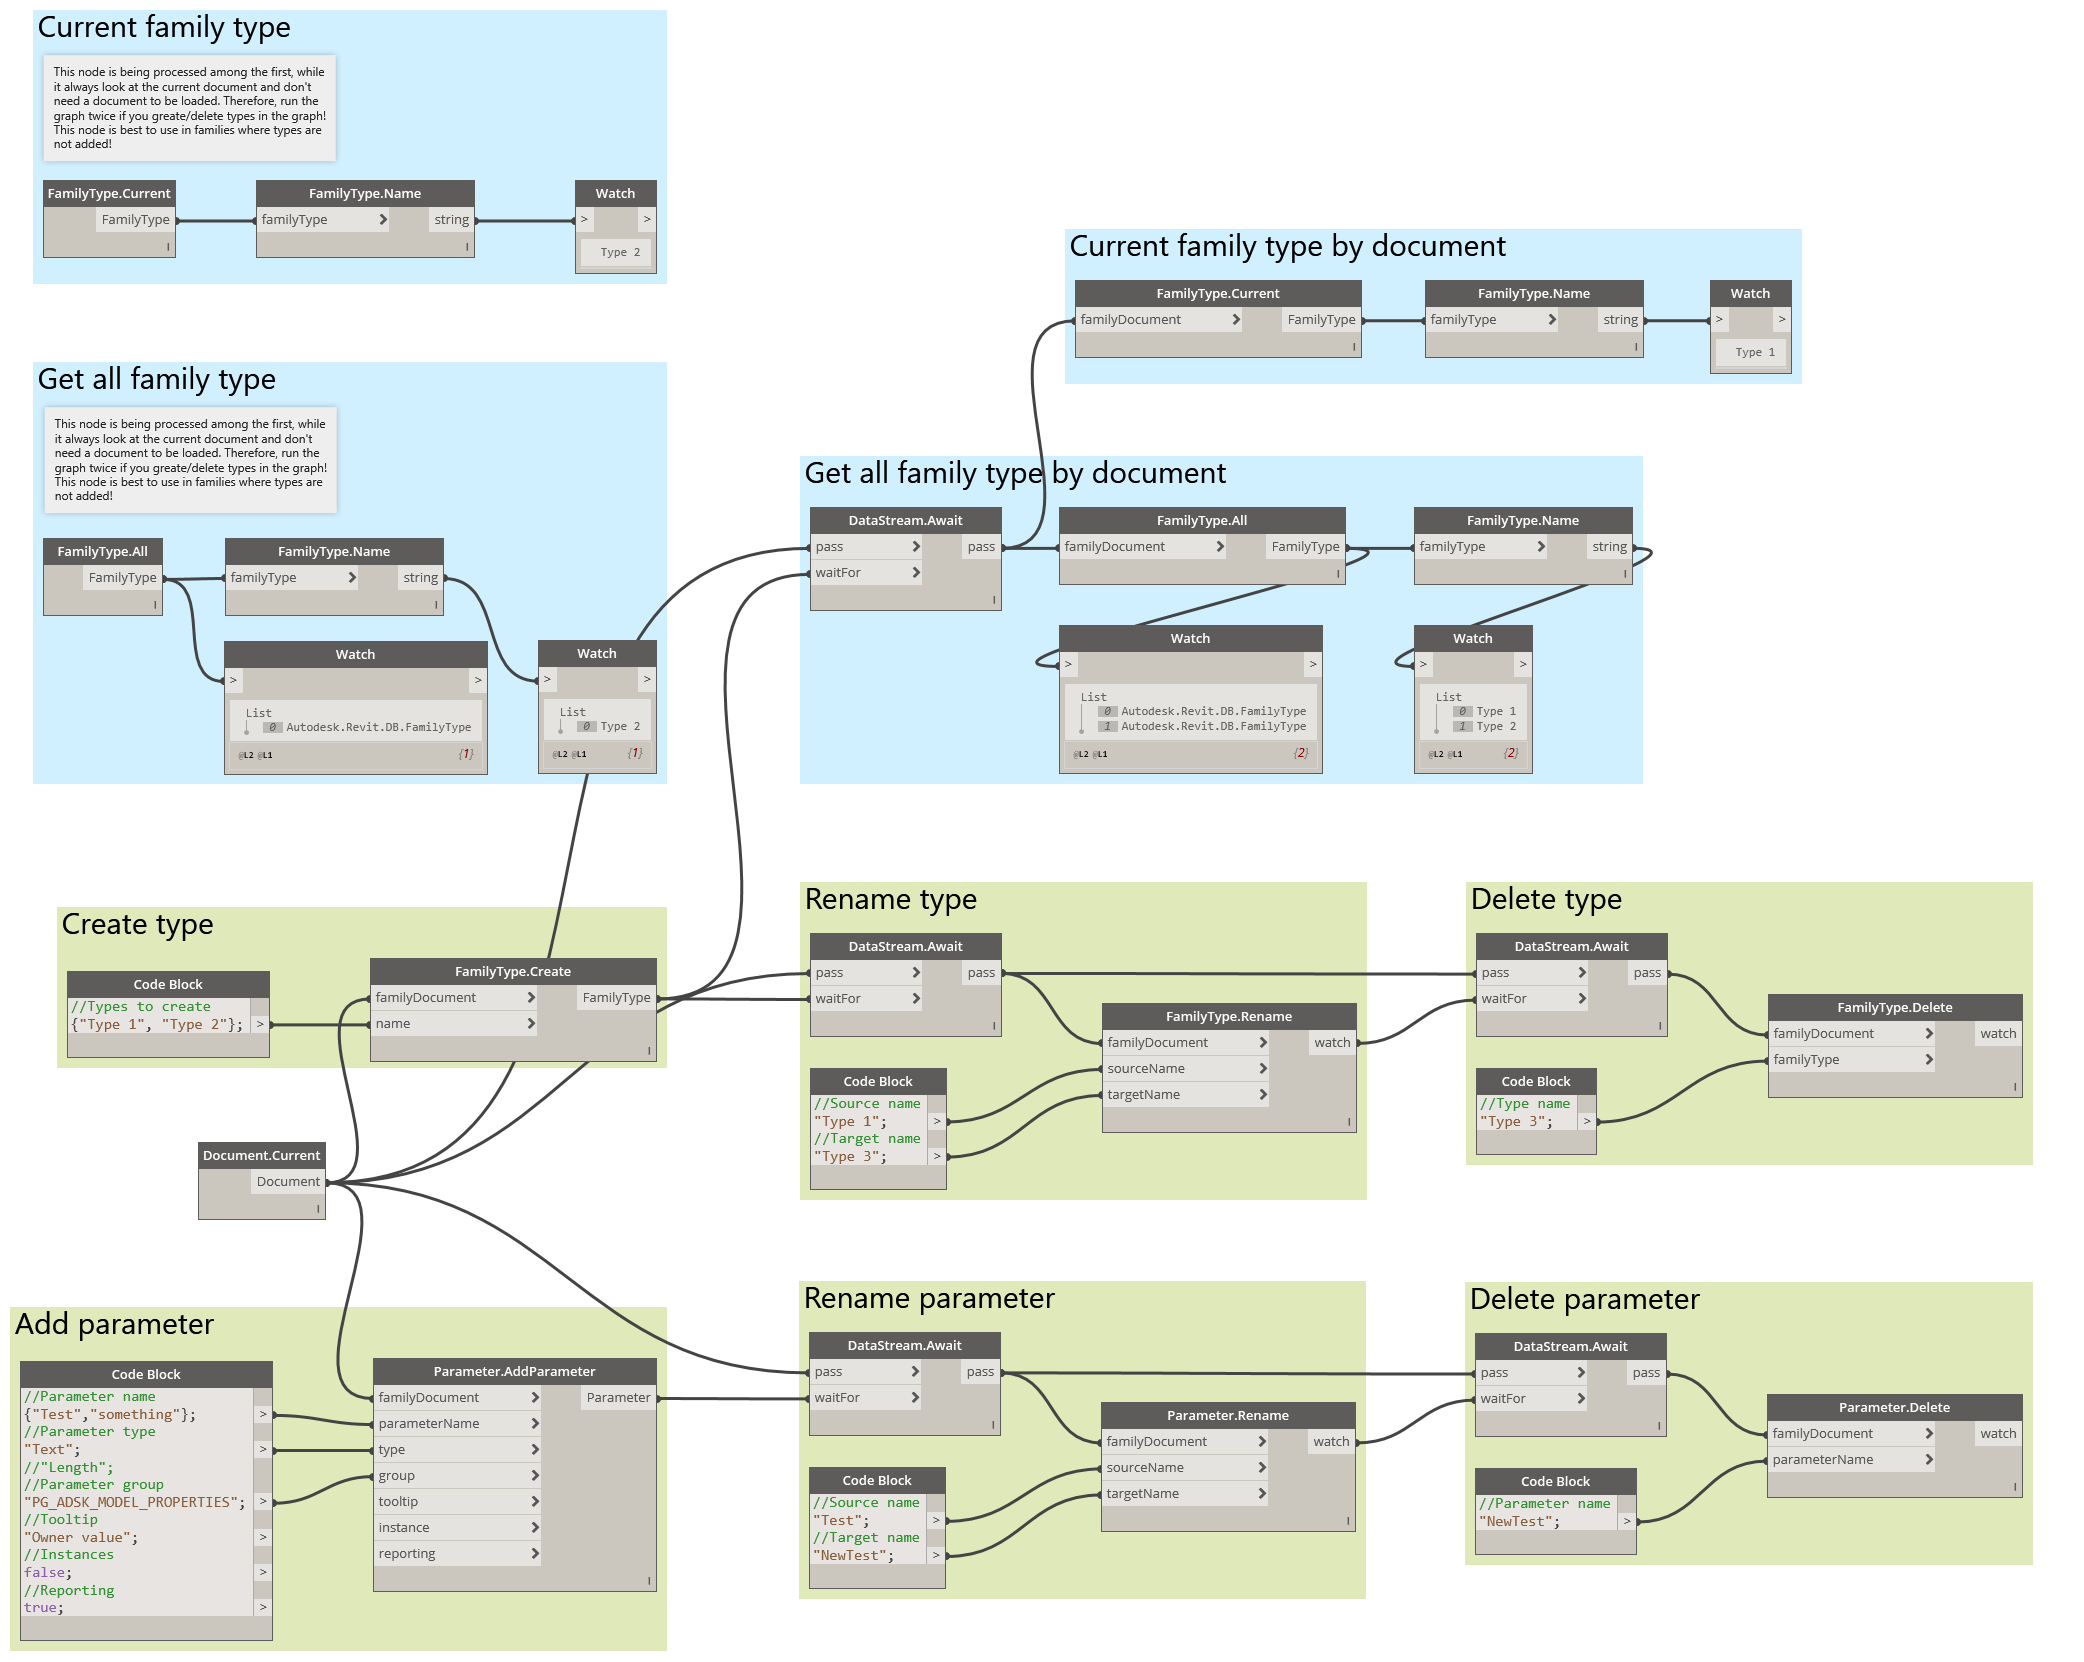 Current family type
This node is being processed among the first, while
it always look at the current document and don't
need a document to be loaded. Therefore, run the
graph twice if you greate/delete types in the graph!
This node is best to use in families where types are
not added!
FamilyType.Current
FamilyType
l
FamilyType.Name
familyType
string
l
Watch
> >
Type 2
Current family type by document
FamilyType.Current
familyDocument
FamilyType
l
FamilyType.Name
familyType
string
l
Watch
> >
Type 1
Get all family type
This node is being processed among the first, while
it always look at the current document and don't
need a document to be loaded. Therefore, run the
graph twice if you greate/delete types in the graph!
This node is best to use in families where types are
not added!
FamilyType.All
FamilyType
l
FamilyType.Name
familyType
string
l
Watch
> >
List
0 Autodesk.Revit.DB.FamilyType
@L2 @L1 {1}
Watch
> >
List
0 Type 2
@L2 @L1 {1}
Get all family type by document
DataStream.Await
pass
pass
waitFor
l
FamilyType.All
familyDocument
FamilyType
l
FamilyType.Name
familyType
string
l
Watch
> >
List
0 Autodesk.Revit.DB.FamilyType
1 Autodesk.Revit.DB.FamilyType
@L2 @L1 {2}
Watch
> >
List
0 Type 1
1 Type 2
@L2 @L1 {2}
Create type
Code Block
//Types to create
{"Type 1", "Type 2"}; >
FamilyType.Create
familyDocument
FamilyType
name
l
Rename type
DataStream.Await
pass
pass
waitFor
l
Code Block
//Source name
"Type 1"; >
//Target name
"Type 3"; >
FamilyType.Rename
familyDocument
watch
sourceName
targetName
l
Delete type
DataStream.Await
pass
pass
waitFor
l
Code Block
//Type name
"Type 3"; >
FamilyType.Delete
familyDocument
watch
familyType
l
Document.Current
Document
l
Add parameter
Code Block
//Parameter name
{"Test","something"}; >
//Parameter type
"Text"; >
//"Length";
//Parameter group
"PG_ADSK_MODEL_PROPERTIES"; >
//Tooltip
"Owner value"; >
//Instances
false; >
//Reporting
true; >
Parameter.AddParameter
familyDocument
Parameter
parameterName
type
group
tooltip
instance
reporting
l
Rename parameter
DataStream.Await
pass
pass
waitFor
l
Code Block
//Source name
"Test"; >
//Target name
"NewTest"; >
Parameter.Rename
familyDocument
watch
sourceName
targetName
l
Delete parameter
DataStream.Await
pass
pass
waitFor
l
Code Block
//Parameter name
"NewTest"; >
Parameter.Delete
familyDocument
watch
parameterName
l